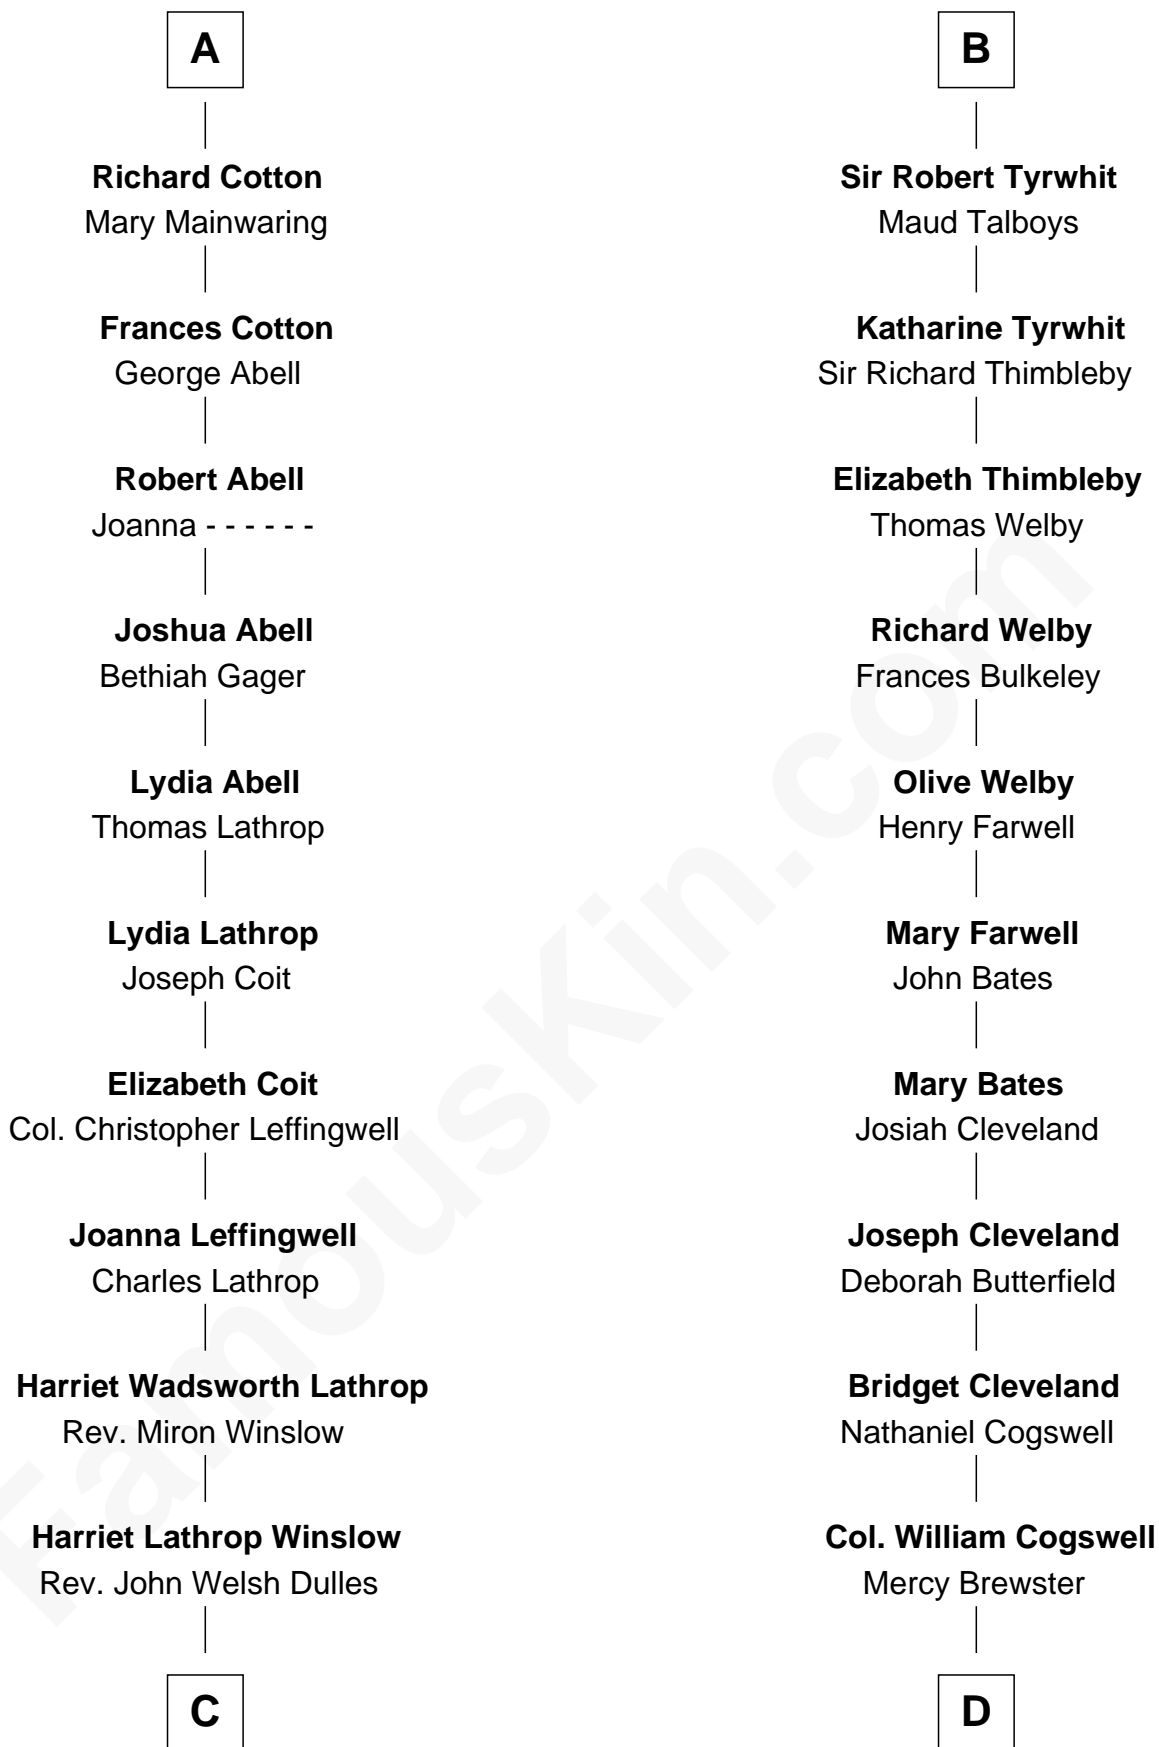 A
Richard Cotton
Mary Mainwaring
Frances Cotton
George Abell
Robert Abell
Joanna - - - - - -
Joshua Abell
Bethiah Gager
Lydia Abell
Thomas Lathrop
Lydia Lathrop
Joseph Coit
Elizabeth Coit
Col. Christopher Leffingwell
Joanna Leffingwell
Charles Lathrop
Harriet Wadsworth Lathrop
Rev. Miron Winslow
Harriet Lathrop Winslow
Rev. John Welsh Dulles
C
B
Sir Robert Tyrwhit
Maud Talboys
Katharine Tyrwhit
Sir Richard Thimbleby
Elizabeth Thimbleby
Thomas Welby
Richard Welby
Frances Bulkeley
Olive Welby
Henry Farwell
Mary Farwell
John Bates
Mary Bates
Josiah Cleveland
Joseph Cleveland
Deborah Butterfield
Bridget Cleveland
Nathaniel Cogswell
Col. William Cogswell
Mercy Brewster
D
FamousKin.com